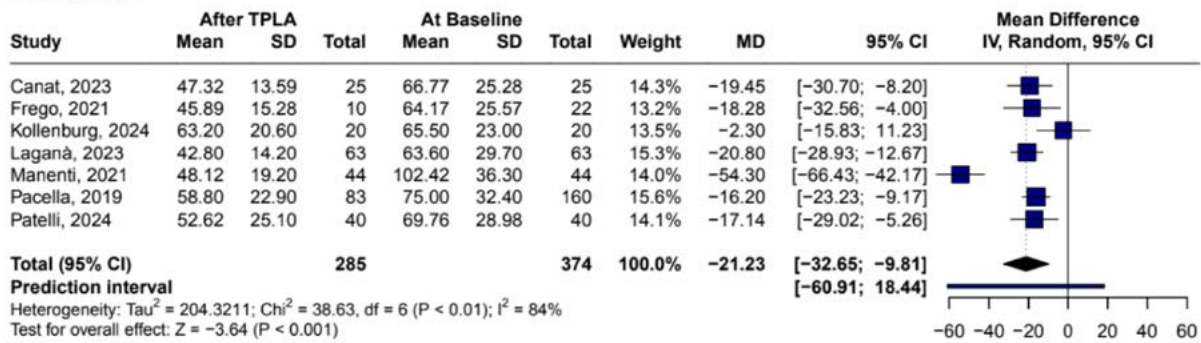 After TPLA At Baseline Mean Difference
Study Mean SD Total Mean SD Total Weight MD 95% CI IV, Random, 95% CI
Canat, 2023 47.32 13.59 25 66.77 25.28 25 14.3% −19.45 [−30.70; −8.20]
Frego, 2021 45.89 15.28 10 64.17 25.57 22 13.2% −18.28 [−32.56; −4.00]
Kollenburg, 2024 63.20 20.60 20 65.50 23.00 20 13.5% −2.30 [−15.83; 11.23]
Laganà, 2023 42.80 14.20 63 63.60 29.70 63 15.3% −20.80 [−28.93; −12.67]
Manenti, 2021 48.12 19.20 44 102.42 36.30 44 14.0% −54.30 [−66.43; −42.17]
Pacella, 2019 58.80 22.90 83 75.00 32.40 160 15.6% −16.20 [−23.23; −9.17]
Patelli, 2024 52.62 25.10 40 69.76 28.98 40 14.1% −17.14 [−29.02; −5.26]
Total (95% CI) 285 374 100.0% −21.23 [−32.65; −9.81]
Prediction interval [−60.91; 18.44]
Heterogeneity: Tau² = 204.3211; Chi² = 38.63, df = 6 (P < 0.01); I² = 84%
Test for overall effect: Z = −3.64 (P < 0.001)
−60 −40 −20 0 20 40 60